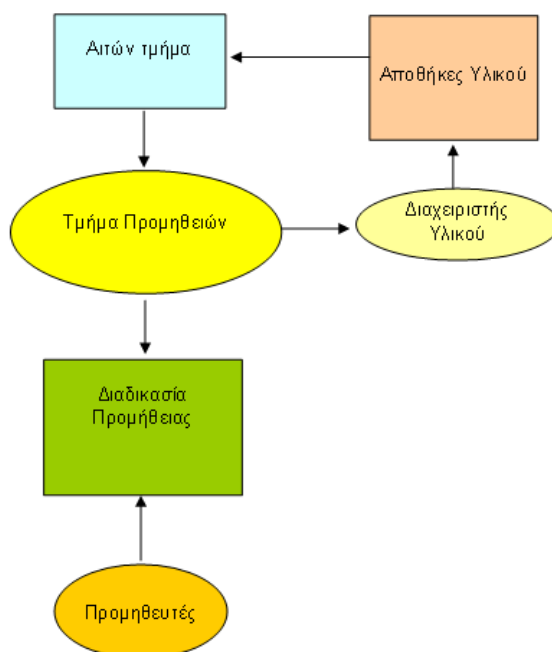 Αιτών τμήμα
Αποθήκες Υλικού
Τμήμα Προμηθειών
Διαχειριστής
Υλικού
Διαδικασία
Προμήθειας
Προμηθευτές